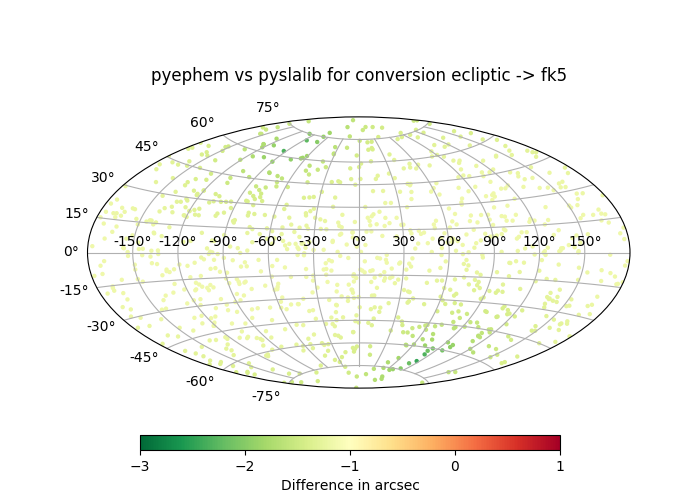 pyephem vs pyslalib for conversion ecliptic -> fk5
75°
60°
45°
30°
15°
-150° -120° -90° -60° -30° 0° 30° 60° 90° 120° 150°
0°
-15°
-30°
-45°
-60°
-75°
−3 −2 −1 0 1
Difference in arcsec